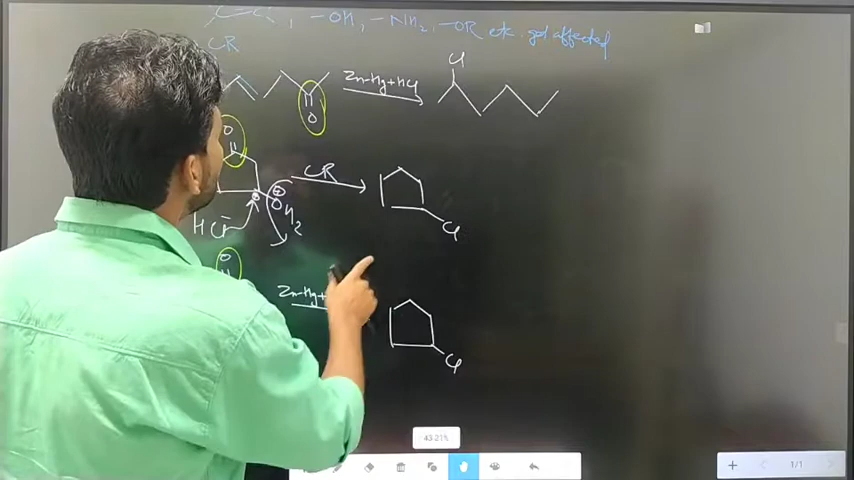 , -OH, -NH2, -OR etc. get affected
CR
Cl
Zn-Hg+HCl
O
O
CR
⊕
OH2
HCl
Cl
O
Zn-Hg+
Cl
43.21%
1/1